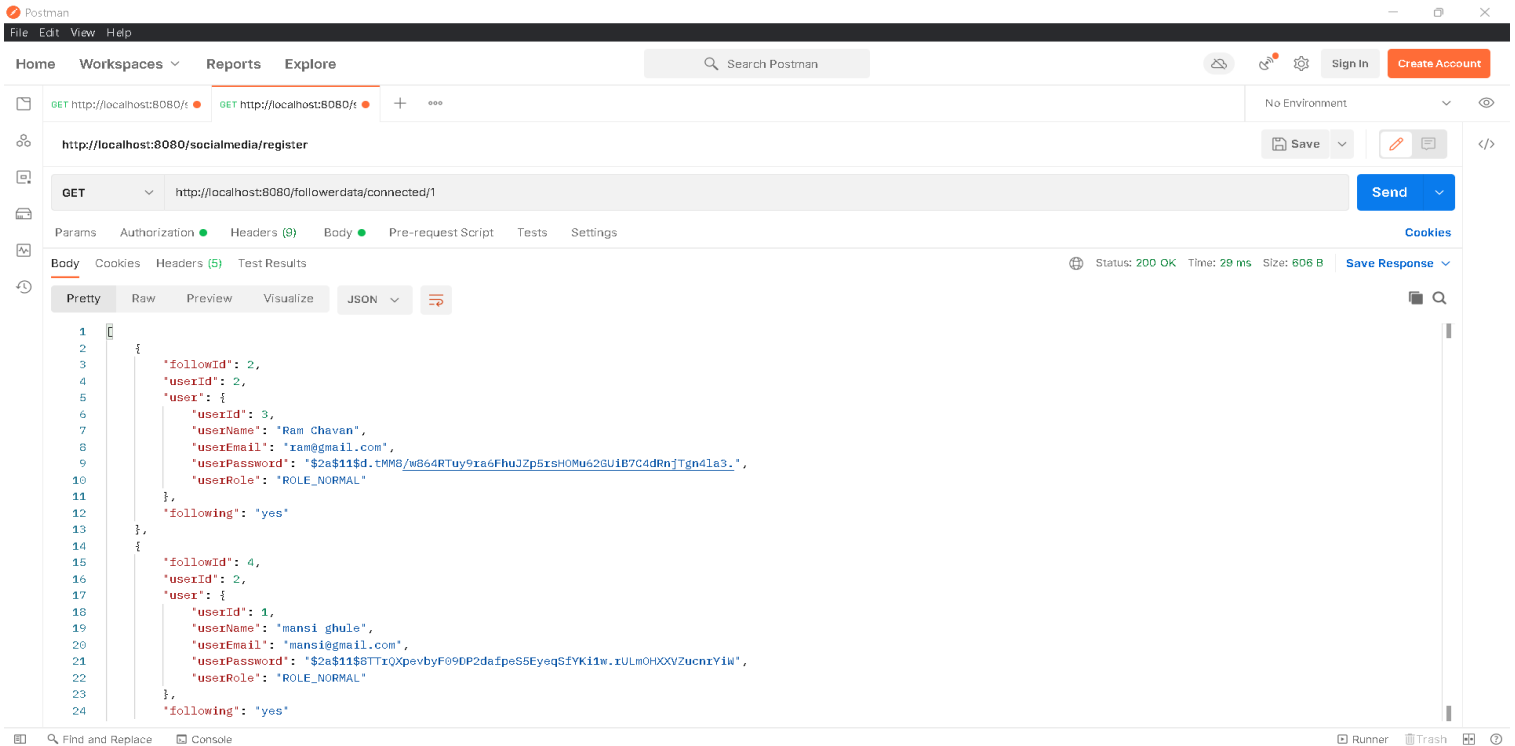 Postman
File Edit View Help
Home Workspaces Reports Explore Search Postman Sign In Create Account
GET http://localhost:8080/s GET http://localhost:8080/s No Environment
http://localhost:8080/socialmedia/register Save
GET http://localhost:8080/followerdata/connected/1 Send
Params Authorization Headers (9) Body Pre-request Script Tests Settings Cookies
Body Cookies Headers (5) Test Results Status: 200 OK Time: 29 ms Size: 606 B Save Response
Pretty Raw Preview Visualize JSON
1 [
2 {
3 "followId": 2,
4 "userId": 2,
5 "user": {
6 "userId": 3,
7 "userName": "Ram Chavan",
8 "userEmail": "ram@gmail.com",
9 "userPassword": "$2a$11$d.tMM8/w864RTuy9ra6FhuJZp5rsHOMu62GUiB7C4dRnjTgn4la3.",
10 "userRole": "ROLE_NORMAL"
11 },
12 "following": "yes"
13 },
14 {
15 "followId": 4,
16 "userId": 2,
17 "user": {
18 "userId": 1,
19 "userName": "mansi ghule",
20 "userEmail": "mansi@gmail.com",
21 "userPassword": "$2a$11$8TTrQXpevbyF09DP2dafpeS5EyeqSfYKi1w.rULmOHXXVZucnrYiW",
22 "userRole": "ROLE_NORMAL"
23 },
24 "following": "yes"
Find and Replace Console Runner Trash